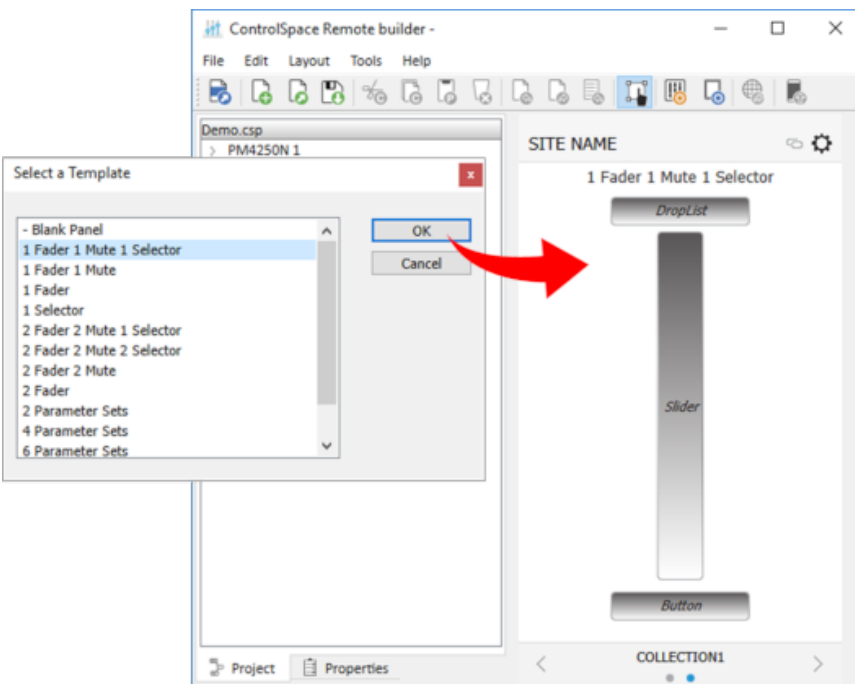 ControlSpace Remote builder -
File Edit Layout Tools Help
Demo.csp
PM4250N 1
Select a Template
x
- Blank Panel
1 Fader 1 Mute 1 Selector
1 Fader 1 Mute
1 Fader
1 Selector
2 Fader 2 Mute 1 Selector
2 Fader 2 Mute 2 Selector
2 Fader 2 Mute
2 Fader
2 Parameter Sets
4 Parameter Sets
6 Parameter Sets
OK
Cancel
SITE NAME
1 Fader 1 Mute 1 Selector
DropList
Slider
Button
COLLECTION1
Project Properties